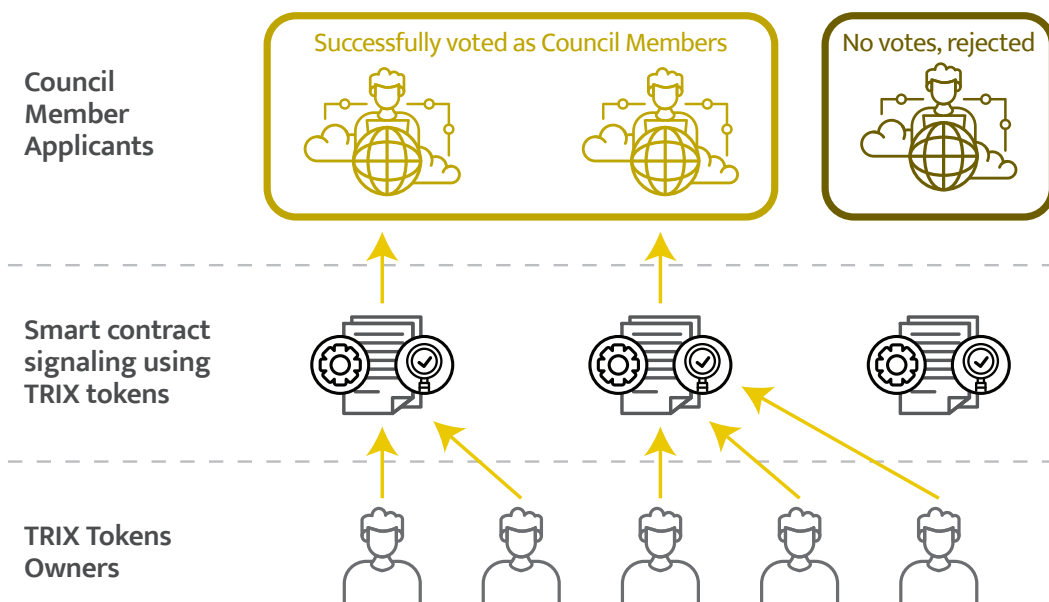 Successfully voted as Council Members
No votes, rejected
Council
Member
Applicants
Smart contract
signaling using
TRIX tokens
TRIX Tokens
Owners